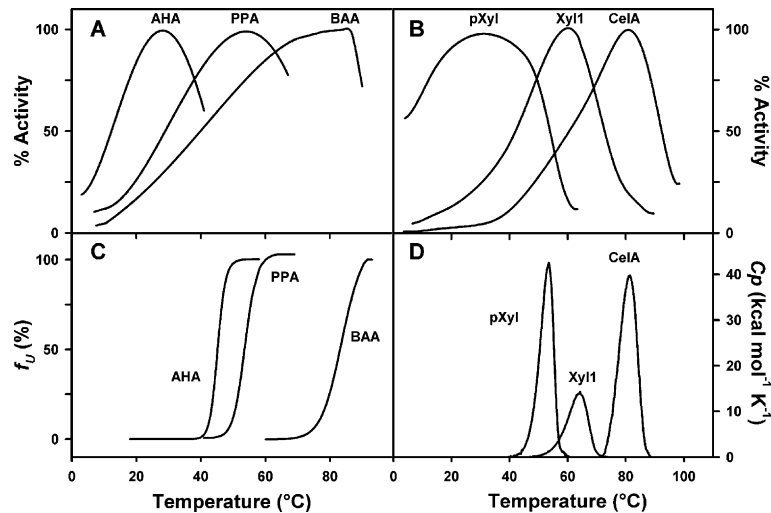 A
AHA PPA BAA
100
50
0
% Activity
B
pXyl Xyl1 CelA
100
50
0
% Activity
C
100
50
0
f_U (%)
AHA
PPA
BAA
0 20 40 60 80
Temperature (°C)
D
pXyl
Xyl1
CelA
40
30
20
10
0
Cp (kcal mol⁻¹ K⁻¹)
20 40 60 80 100
Temperature (°C)